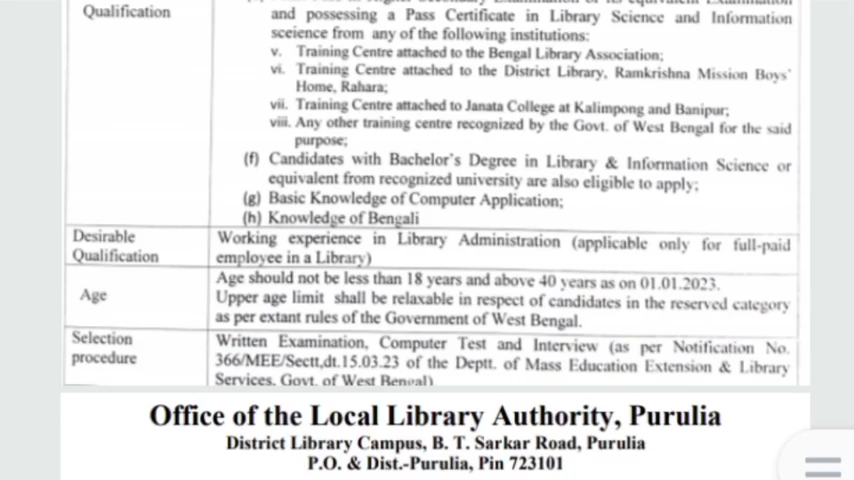 Qualification
and possessing a Pass Certificate in Library Science and Information
sceience from any of the following institutions:
v. Training Centre attached to the Bengal Library Association;
vi. Training Centre attached to the District Library, Ramkrishna Mission Boys'
Home, Rahara;
vii. Training Centre attached to Janata College at Kalimpong and Banipur;
viii. Any other training centre recognized by the Govt. of West Bengal for the said
purpose;
(f) Candidates with Bachelor's Degree in Library & Information Science or
equivalent from recognized university are also eligible to apply;
(g) Basic Knowledge of Computer Application;
(h) Knowledge of Bengali
Desirable
Qualification
Working experience in Library Administration (applicable only for full-paid
employee in a Library)
Age
Age should not be less than 18 years and above 40 years as on 01.01.2023.
Upper age limit shall be relaxable in respect of candidates in the reserved category
as per extant rules of the Government of West Bengal.
Selection
procedure
Written Examination, Computer Test and Interview (as per Notification No.
366/MEE/Sectt,dt.15.03.23 of the Deptt. of Mass Education Extension & Library
Services, Govt. of West Bengal)
Office of the Local Library Authority, Purulia
District Library Campus, B. T. Sarkar Road, Purulia
P.O. & Dist.-Purulia, Pin 723101